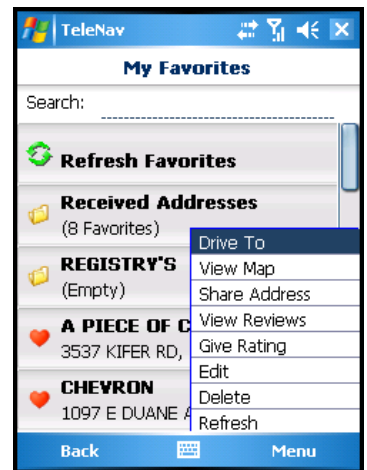 TeleNav
My Favorites
Search:
Refresh Favorites
Received Addresses
(8 Favorites)
REGISTRY'S
(Empty)
A PIECE OF C
3537 KIFER RD,
CHEVRON
1097 E DUANE A
Drive To
View Map
Share Address
View Reviews
Give Rating
Edit
Delete
Refresh
Back
Menu